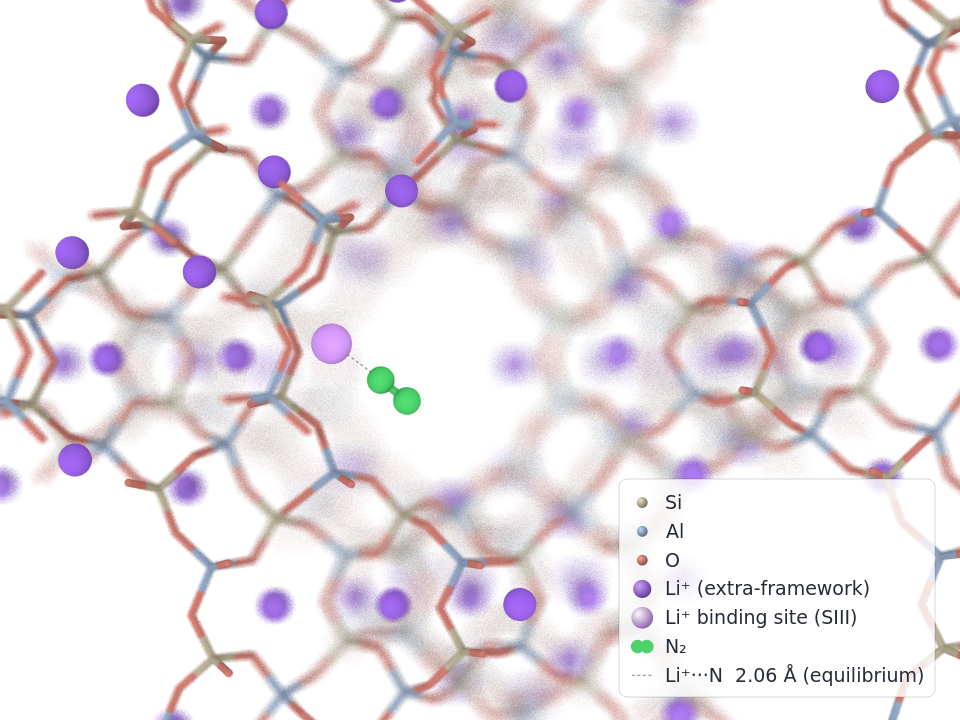 Si
Al
O
Li⁺ (extra-framework)
Li⁺ binding site (SIII)
N₂
Li⁺···N  2.06 Å (equilibrium)